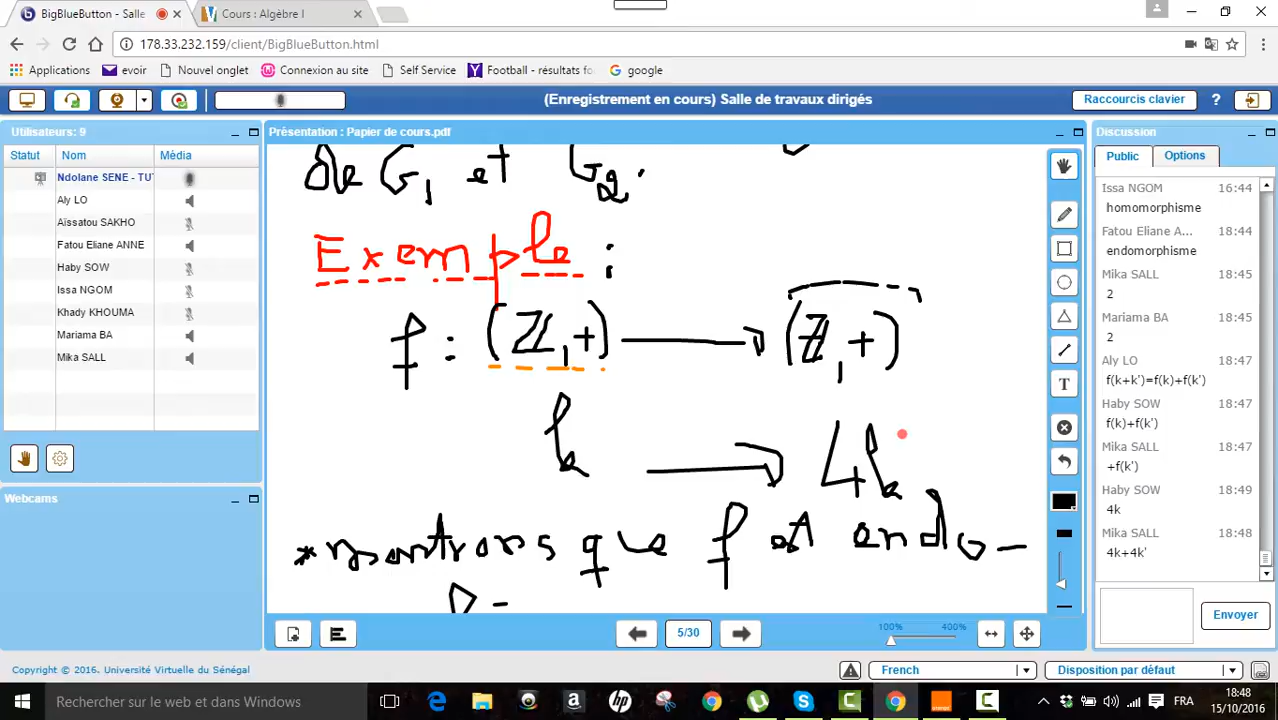 BigBlueButton - Salle
Cours : Algèbre I
178.33.232.159/client/BigBlueButton.html
Applications evoir Nouvel onglet Connexion au site Self Service Football - résultats fo google
(Enregistrement en cours) Salle de travaux dirigés
Raccourcis clavier ?
Utilisateurs: 9
Statut Nom Média
Ndolane SENE - TU
Aly LO
Aïssatou SAKHO
Fatou Eliane ANNE
Haby SOW
Issa NGOM
Khady KHOUMA
Mariama BA
Mika SALL
Webcams
Présentation : Papier de cours.pdf
de G1 et G2.
Exemple :
f : (ℤ,+) → (ℤ,+)
k → 4k
*montrons que f est endo-
T
5/30
100% 400%
Discussion
Public Options
Issa NGOM 16:44
homomorphisme
Fatou Eliane A... 18:44
endomorphisme
Mika SALL 18:45
2
Mariama BA 18:45
2
Aly LO 18:47
f(k+k')=f(k)+f(k')
Haby SOW 18:47
f(k)+f(k')
Mika SALL 18:47
+f(k')
Haby SOW 18:49
4k
Mika SALL 18:48
4k+4k'
Envoyer
Copyright © 2016. Université Virtuelle du Sénégal
French
Disposition par défaut
Rechercher sur le web et dans Windows
FRA
18:48
15/10/2016